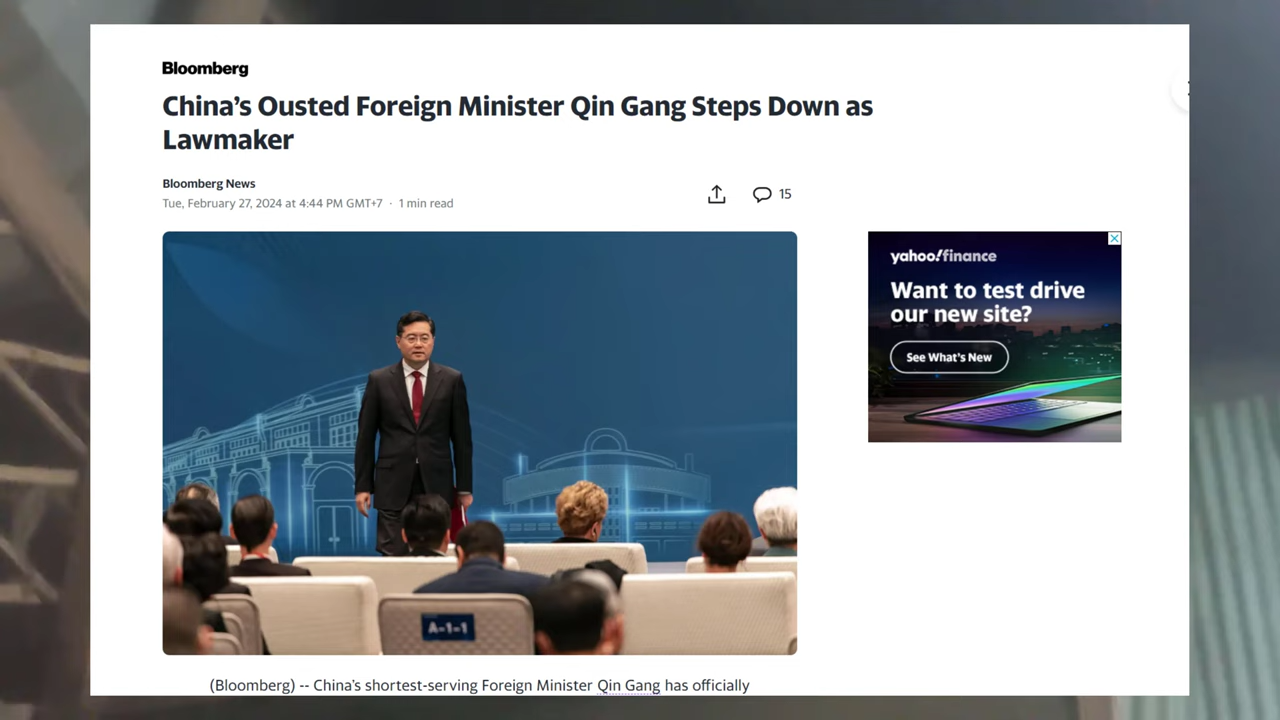 Bloomberg
China's Ousted Foreign Minister Qin Gang Steps Down as
Lawmaker
Bloomberg News
Tue, February 27, 2024 at 4:44 PM GMT+7 · 1 min read
15
yahoo!finance
Want to test drive
our new site?
See What's New
A-1-1
(Bloomberg) -- China's shortest-serving Foreign Minister Qin Gang has officially